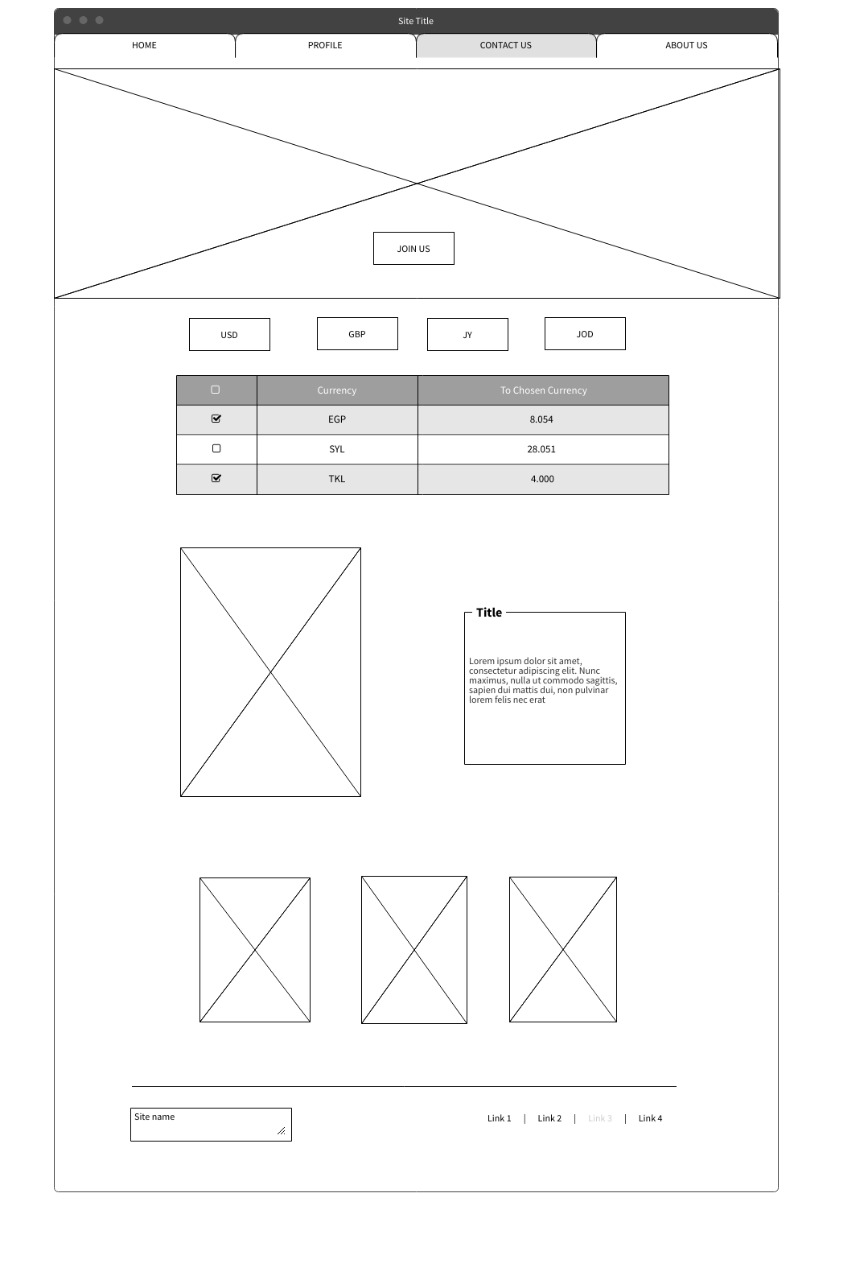 Site Title
HOME PROFILE CONTACT US ABOUT US
JOIN US
USD GBP JY JOD
Currency To Chosen Currency
EGP 8.054
SYL 28.051
TKL 4.000
Title
Lorem ipsum dolor sit amet,
consectetur adipiscing elit. Nunc
maximus, nulla ut commodo sagittis,
sapien dui mattis dui, non pulvinar
lorem felis nec erat
Site name
Link 1 | Link 2 | Link 3 | Link 4